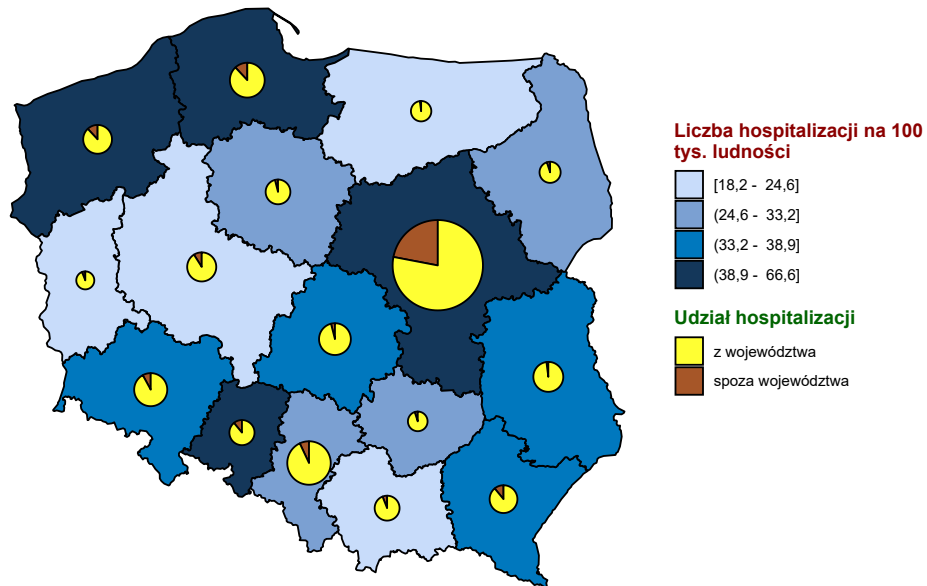 Liczba hospitalizacji na 100
tys. ludności
[18,2 - 24,6]
(24,6 - 33,2]
(33,2 - 38,9]
(38,9 - 66,6]
Udział hospitalizacji
z województwa
spoza województwa